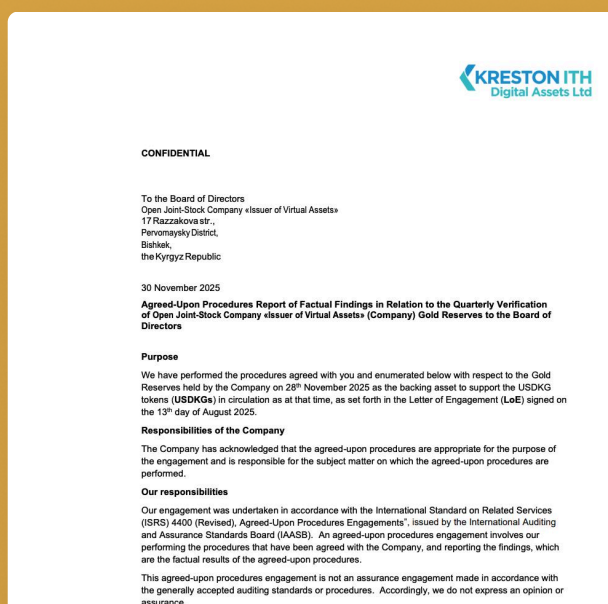 KRESTON ITH
Digital Assets Ltd
CONFIDENTIAL
To the Board of Directors
Open Joint-Stock Company «Issuer of Virtual Assets»
17 Razzakova str.,
Pervomaysky District,
Bishkek,
the Kyrgyz Republic
30 November 2025
Agreed-Upon Procedures Report of Factual Findings in Relation to the Quarterly Verification
of Open Joint-Stock Company «Issuer of Virtual Assets» (Company) Gold Reserves to the Board of
Directors
Purpose
We have performed the procedures agreed with you and enumerated below with respect to the Gold
Reserves held by the Company on 28th November 2025 as the backing asset to support the USDKG
tokens (USDKGs) in circulation as at that time, as set forth in the Letter of Engagement (LoE) signed on
the 13th day of August 2025.
Responsibilities of the Company
The Company has acknowledged that the agreed-upon procedures are appropriate for the purpose of
the engagement and is responsible for the subject matter on which the agreed-upon procedures are
performed.
Our responsibilities
Our engagement was undertaken in accordance with the International Standard on Related Services
(ISRS) 4400 (Revised), Agreed-Upon Procedures Engagements", issued by the International Auditing
and Assurance Standards Board (IAASB). An agreed-upon procedures engagement involves our
performing the procedures that have been agreed with the Company, and reporting the findings, which
are the factual results of the agreed-upon procedures.
This agreed-upon procedures engagement is not an assurance engagement made in accordance with
the generally accepted auditing standards or procedures. Accordingly, we do not express an opinion or
assurance